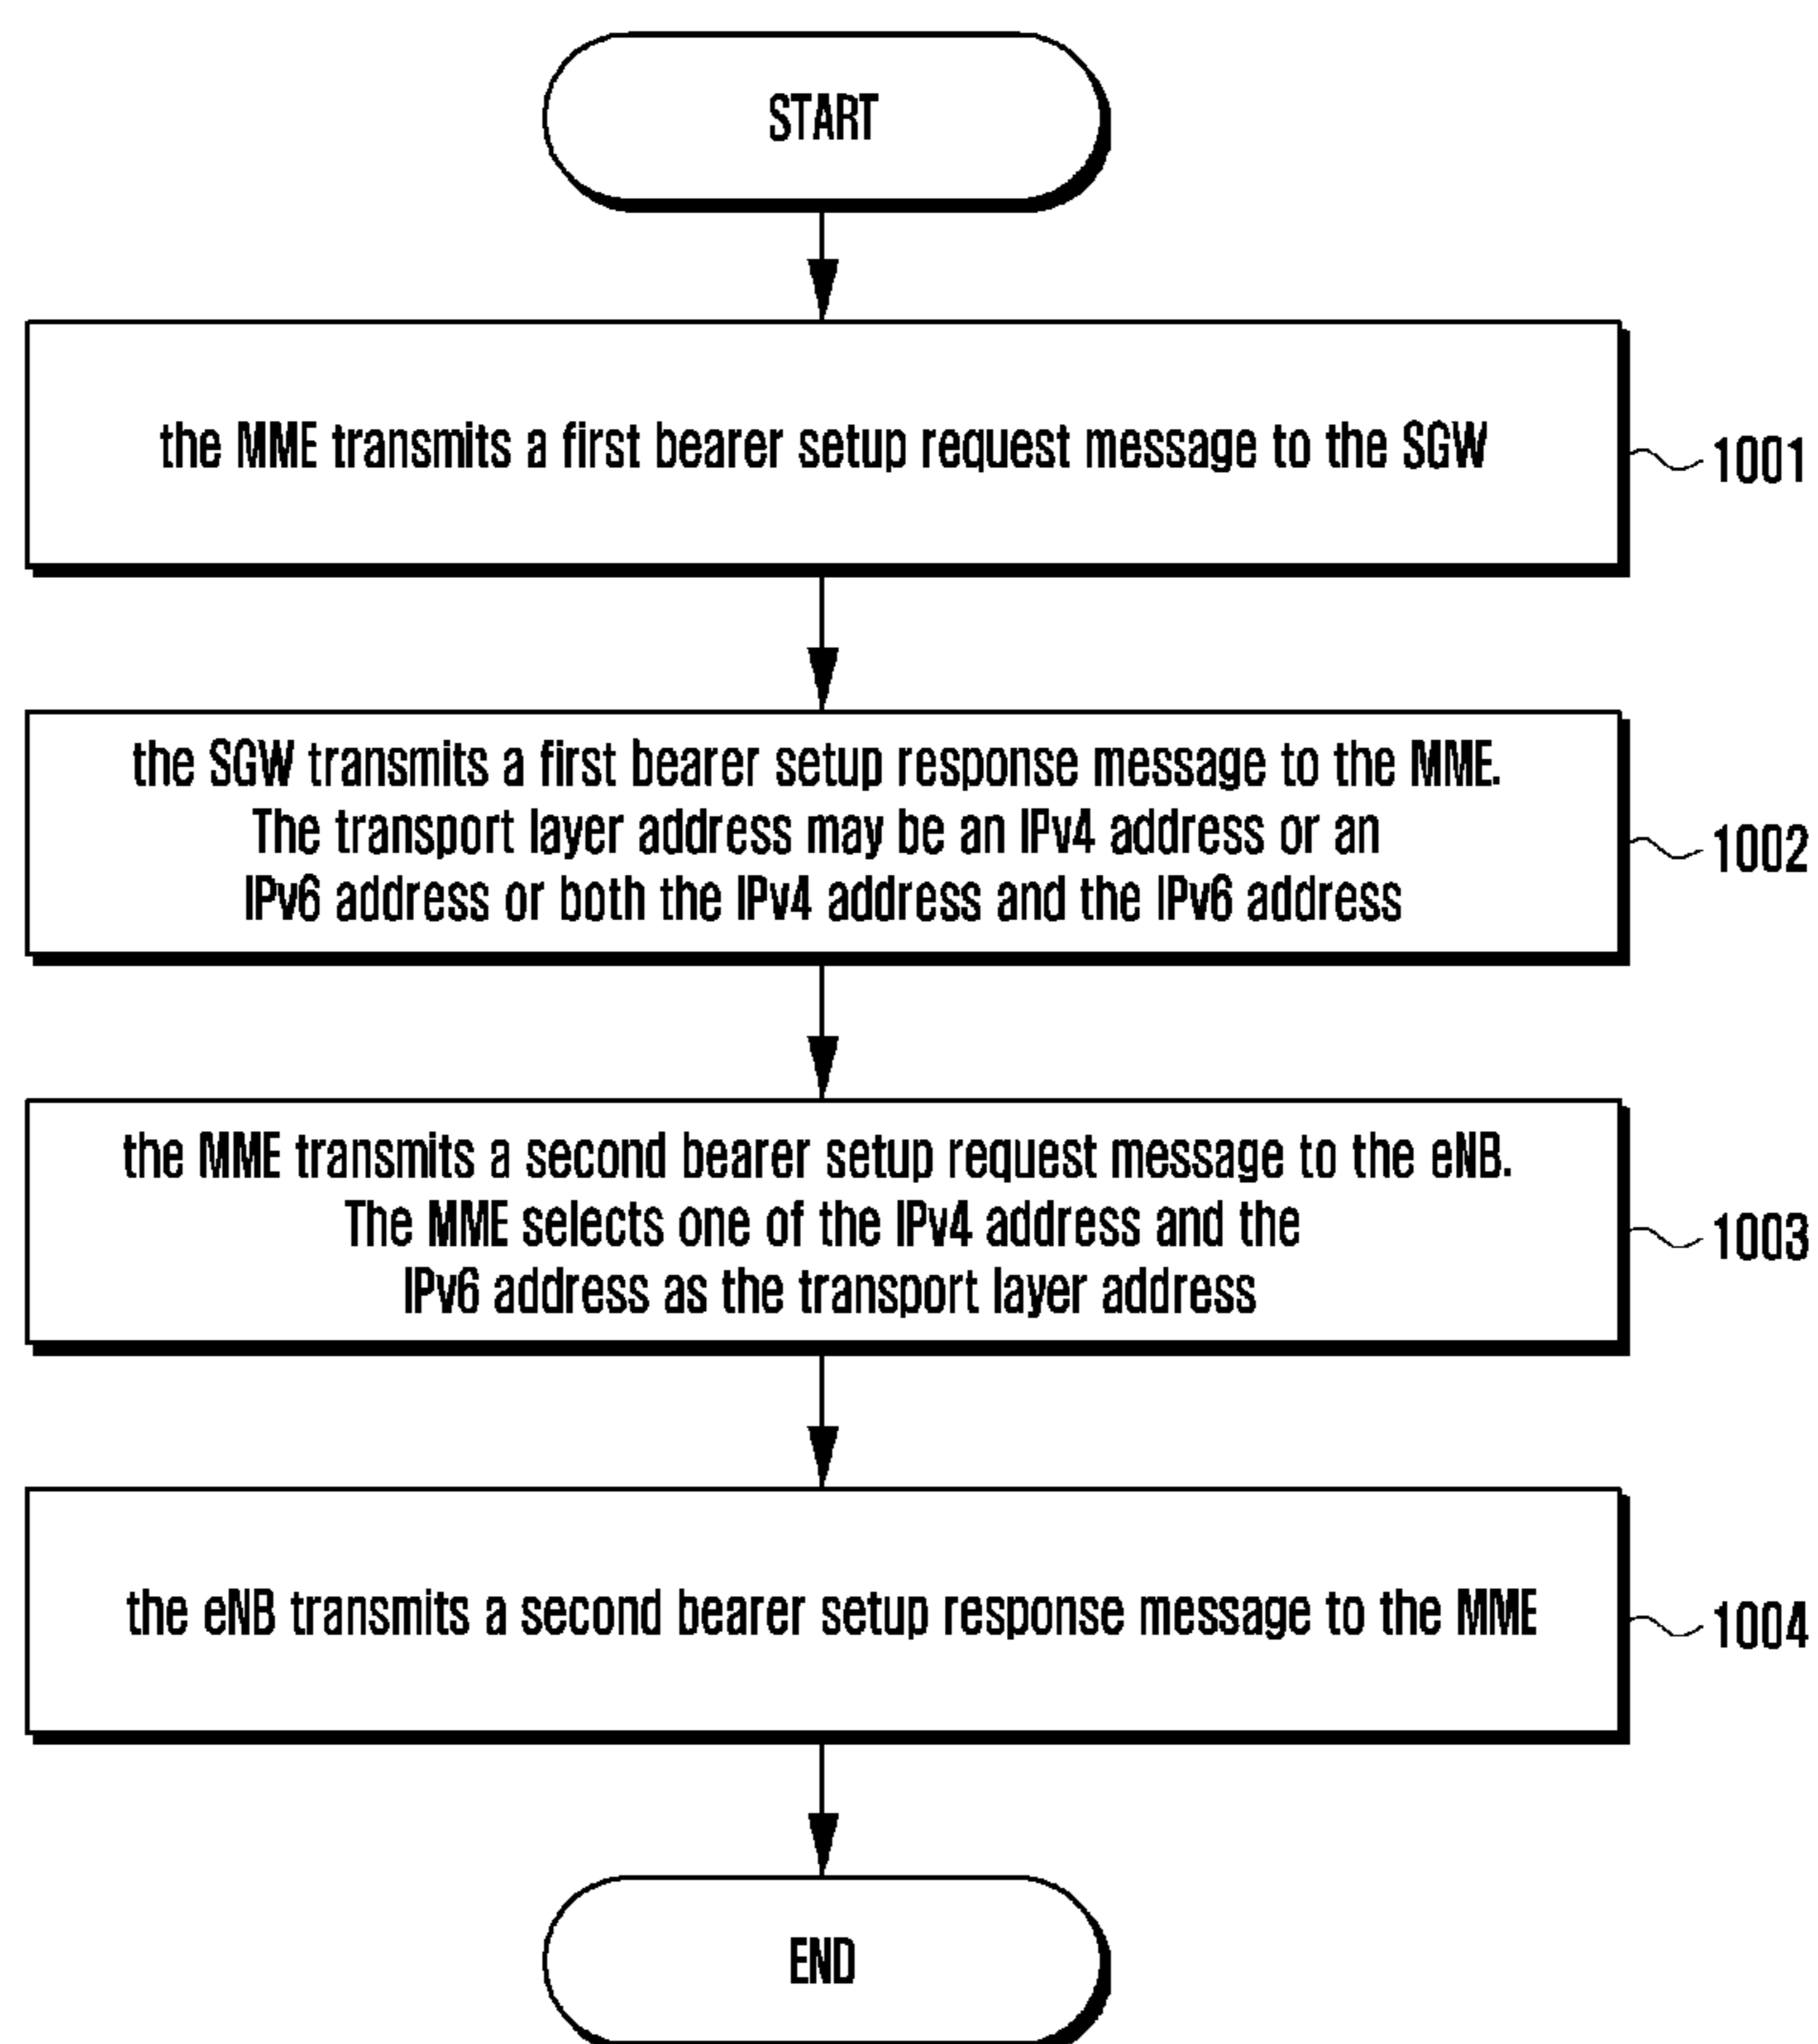 START
the MME transmits a first bearer setup request message to the SGW
1001
the SGW transmits a first bearer setup response message to the MME.
The transport layer address may be an IPv4 address or an
IPv6 address or both the IPv4 address and the IPv6 address
1002
the MME transmits a second bearer setup request message to the eNB.
The MME selects one of the IPv4 address and the
IPv6 address as the transport layer address
1003
the eNB transmits a second bearer setup response message to the MME
1004
END